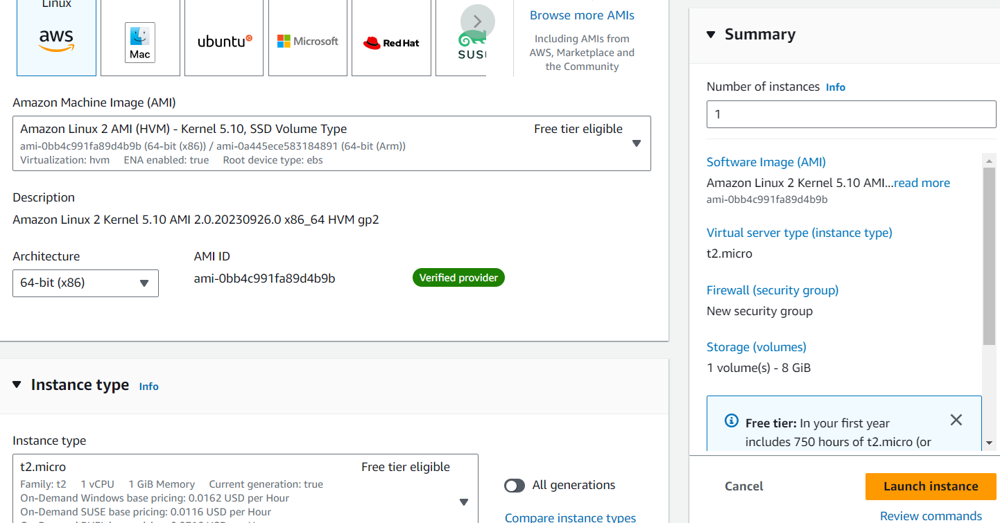 Linux
aws
Mac
ubuntu
Microsoft
Red Hat
SUS
Browse more AMIs
Including AMIs from
AWS, Marketplace and
the Community
Amazon Machine Image (AMI)
Amazon Linux 2 AMI (HVM) - Kernel 5.10, SSD Volume Type
Free tier eligible
ami-0bb4c991fa89d4b9b (64-bit (x86)) / ami-0a445ece583184891 (64-bit (Arm))
Virtualization: hvm ENA enabled: true Root device type: ebs
Description
Amazon Linux 2 Kernel 5.10 AMI 2.0.20230926.0 x86_64 HVM gp2
Architecture
64-bit (x86)
AMI ID
ami-0bb4c991fa89d4b9b
Verified provider
Instance type Info
Instance type
t2.micro
Free tier eligible
Family: t2 1 vCPU 1 GiB Memory Current generation: true
On-Demand Windows base pricing: 0.0162 USD per Hour
On-Demand SUSE base pricing: 0.0116 USD per Hour
All generations
Compare instance types
Summary
Number of instances Info
1
Software Image (AMI)
Amazon Linux 2 Kernel 5.10 AMI...read more
ami-0bb4c991fa89d4b9b
Virtual server type (instance type)
t2.micro
Firewall (security group)
New security group
Storage (volumes)
1 volume(s) - 8 GiB
Free tier: In your first year
includes 750 hours of t2.micro (or
Cancel
Launch instance
Review commands